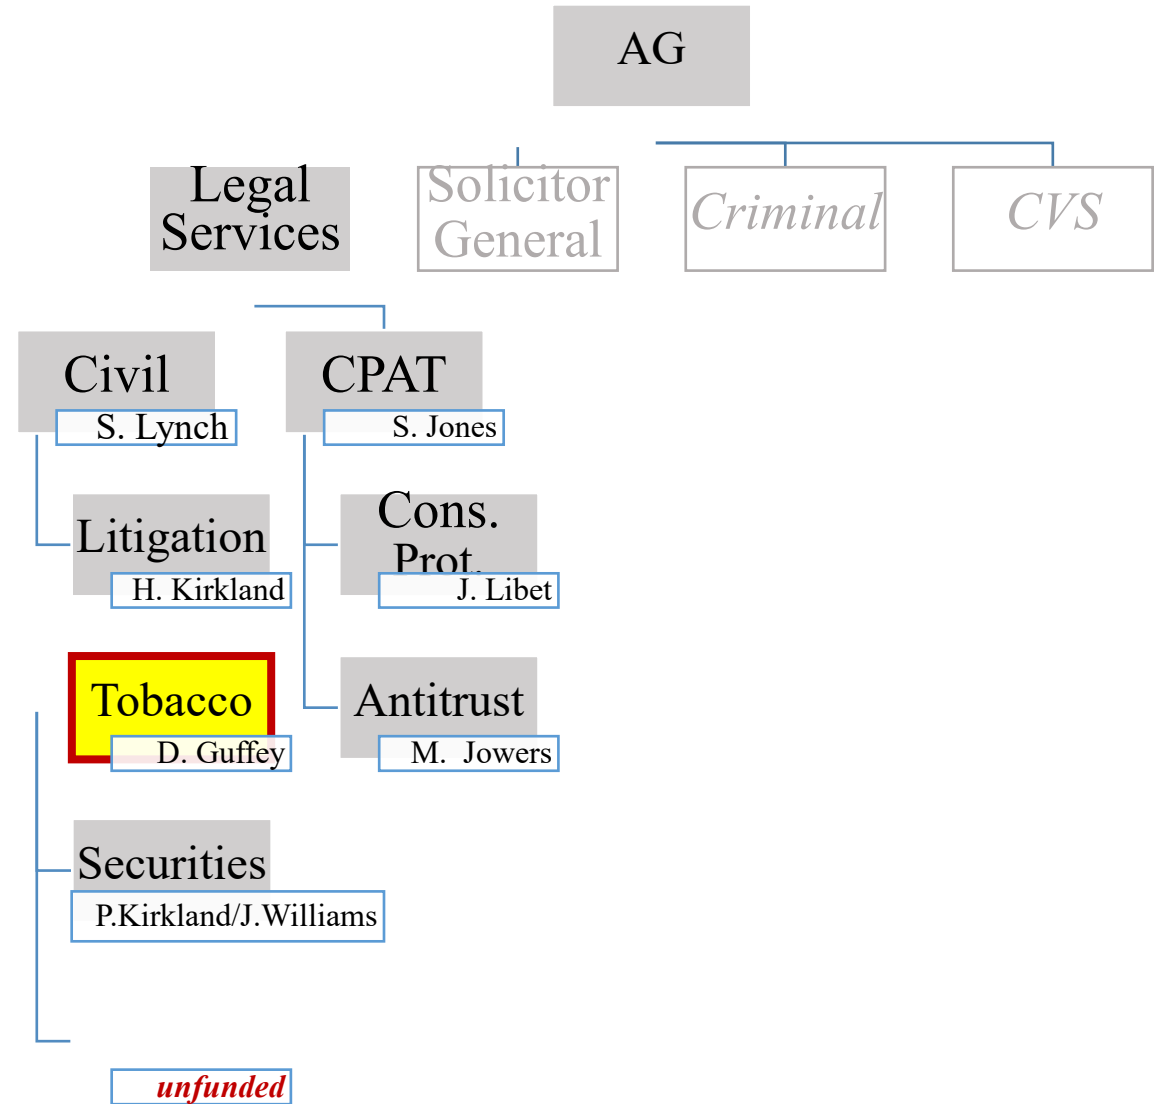 AG
Legal
Services
Solicitor
General
Criminal
CVS
Civil
S. Lynch
CPAT
S. Jones
Litigation
H. Kirkland
Cons.
Prot.
J. Libet
Tobacco
D. Guffey
Antitrust
M. Jowers
Securities
P.Kirkland/J.Williams
unfunded